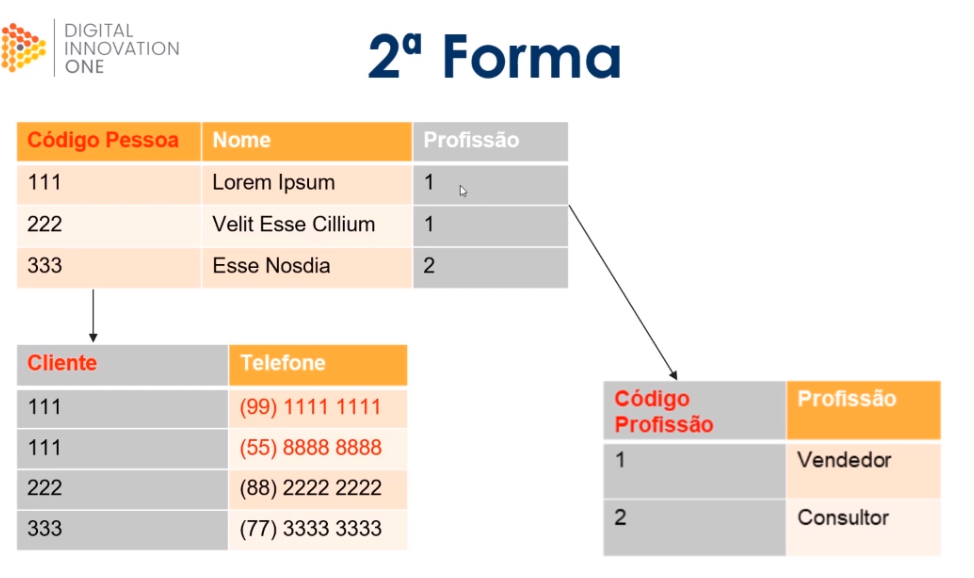 DIGITAL
INNOVATION
ONE
2ª Forma
Código Pessoa Nome Profissão
111 Lorem Ipsum 1
222 Velit Esse Cillium 1
333 Esse Nosdia 2
Cliente Telefone
111 (99) 1111 1111
111 (55) 8888 8888
222 (88) 2222 2222
333 (77) 3333 3333
Código
Profissão
Profissão
1 Vendedor
2 Consultor